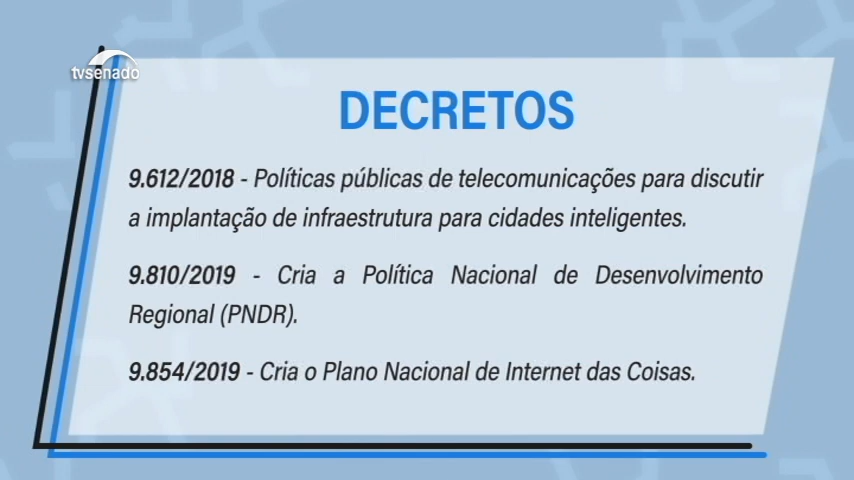 tvsenado
DECRETOS
9.612/2018 - Políticas públicas de telecomunicações para discutir
a implantação de infraestrutura para cidades inteligentes.
9.810/2019 - Cria a Política Nacional de Desenvolvimento
Regional (PNDR).
9.854/2019 - Cria o Plano Nacional de Internet das Coisas.